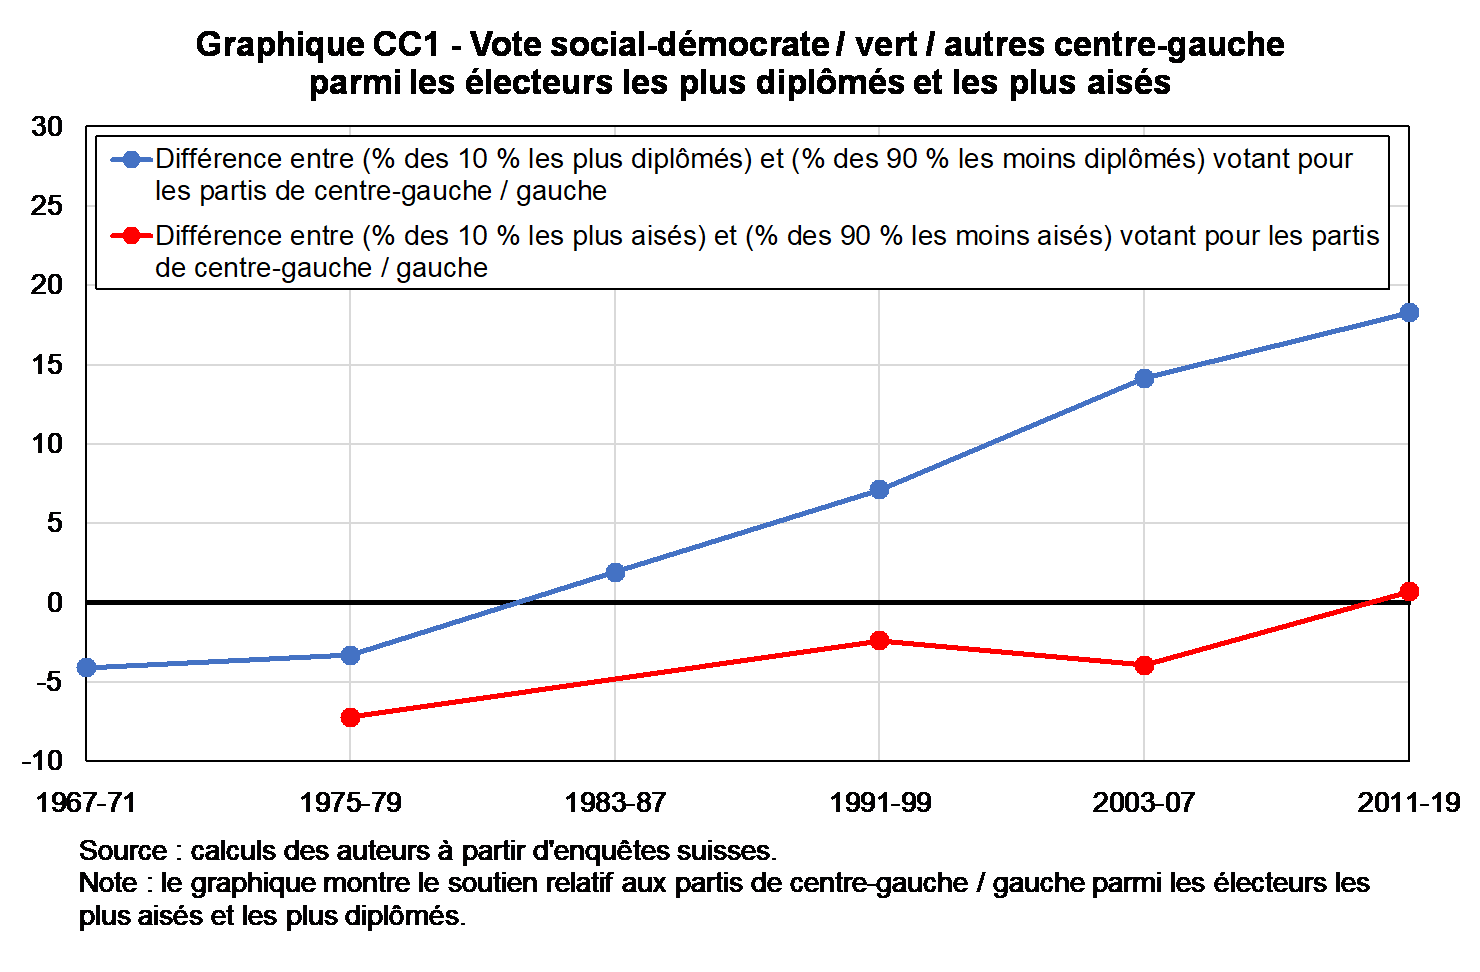 Graphique CC1 - Vote social-démocrate / vert / autres centre-gauche
parmi les électeurs les plus diplômés et les plus aisés
30
25
20
15
10
5
0
-5
-10
Différence entre (% des 10 % les plus diplômés) et (% des 90 % les moins diplômés) votant pour
les partis de centre-gauche / gauche
Différence entre (% des 10 % les plus aisés) et (% des 90 % les moins aisés) votant pour les partis
de centre-gauche / gauche
1967-71 1975-79 1983-87 1991-99 2003-07 2011-19
Source : calculs des auteurs à partir d'enquêtes suisses.
Note : le graphique montre le soutien relatif aux partis de centre-gauche / gauche parmi les électeurs les
plus aisés et les plus diplômés.